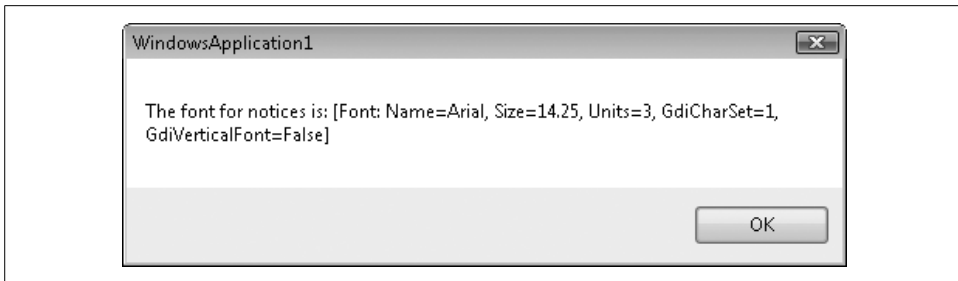 WindowsApplication1
The font for notices is: [Font: Name=Arial, Size=14.25, Units=3, GdiCharSet=1,
GdiVerticalFont=False]
OK